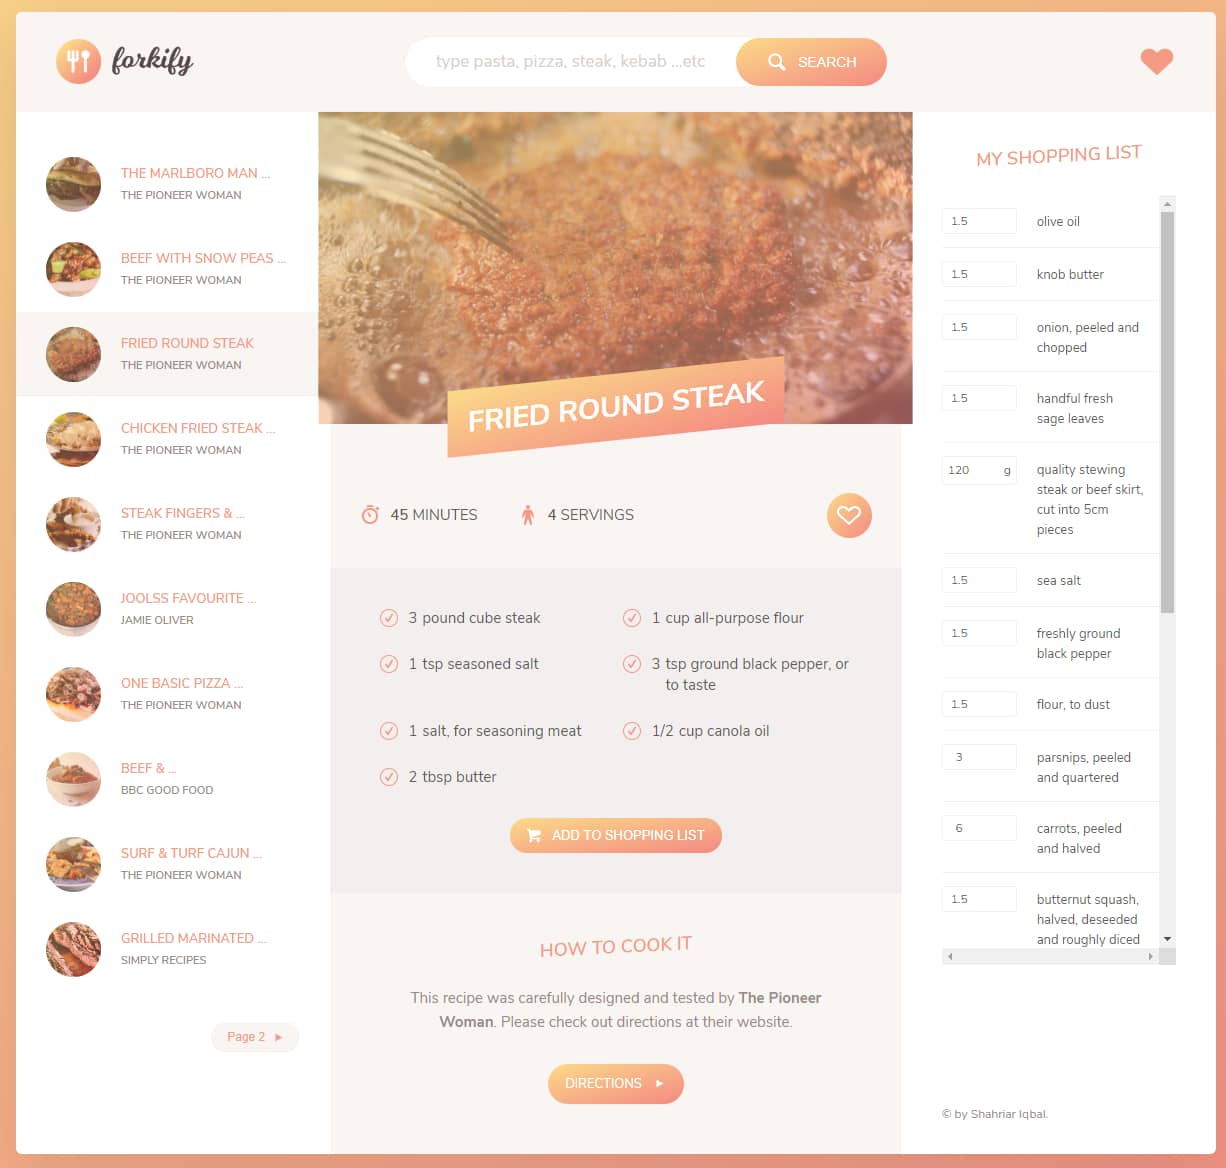 forkify
type pasta, pizza, steak, kebab ...etc
SEARCH
THE MARLBORO MAN ...
THE PIONEER WOMAN
BEEF WITH SNOW PEAS ...
THE PIONEER WOMAN
FRIED ROUND STEAK
THE PIONEER WOMAN
CHICKEN FRIED STEAK ...
THE PIONEER WOMAN
STEAK FINGERS & ...
THE PIONEER WOMAN
JOOLSS FAVOURITE ...
JAMIE OLIVER
ONE BASIC PIZZA ...
THE PIONEER WOMAN
BEEF & ...
BBC GOOD FOOD
SURF & TURF CAJUN ...
THE PIONEER WOMAN
GRILLED MARINATED ...
SIMPLY RECIPES
Page 2
FRIED ROUND STEAK
45 MINUTES
4 SERVINGS
3 pound cube steak
1 cup all-purpose flour
1 tsp seasoned salt
3 tsp ground black pepper, or
to taste
1 salt, for seasoning meat
1/2 cup canola oil
2 tbsp butter
ADD TO SHOPPING LIST
HOW TO COOK IT
This recipe was carefully designed and tested by The Pioneer
Woman. Please check out directions at their website.
DIRECTIONS
MY SHOPPING LIST
1.5 olive oil
1.5 knob butter
1.5 onion, peeled and
chopped
1.5 handful fresh
sage leaves
120 g quality stewing
steak or beef skirt,
cut into 5cm
pieces
1.5 sea salt
1.5 freshly ground
black pepper
1.5 flour, to dust
3 parsnips, peeled
and quartered
6 carrots, peeled
and halved
1.5 butternut squash,
halved, deseeded
and roughly diced
© by Shahriar Iqbal.